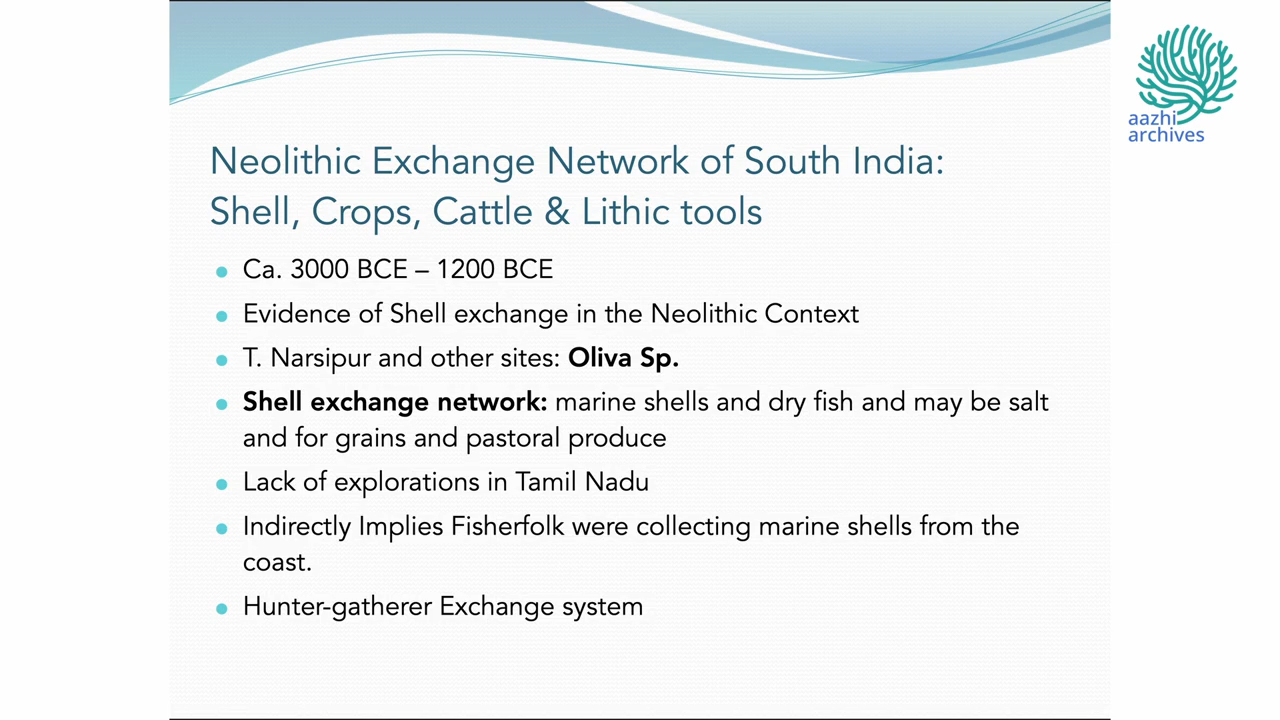 aazhi
archives
Neolithic Exchange Network of South India:
Shell, Crops, Cattle & Lithic tools
Ca. 3000 BCE – 1200 BCE
Evidence of Shell exchange in the Neolithic Context
T. Narsipur and other sites: Oliva Sp.
Shell exchange network: marine shells and dry fish and may be salt
and for grains and pastoral produce
Lack of explorations in Tamil Nadu
Indirectly Implies Fisherfolk were collecting marine shells from the
coast.
Hunter-gatherer Exchange system